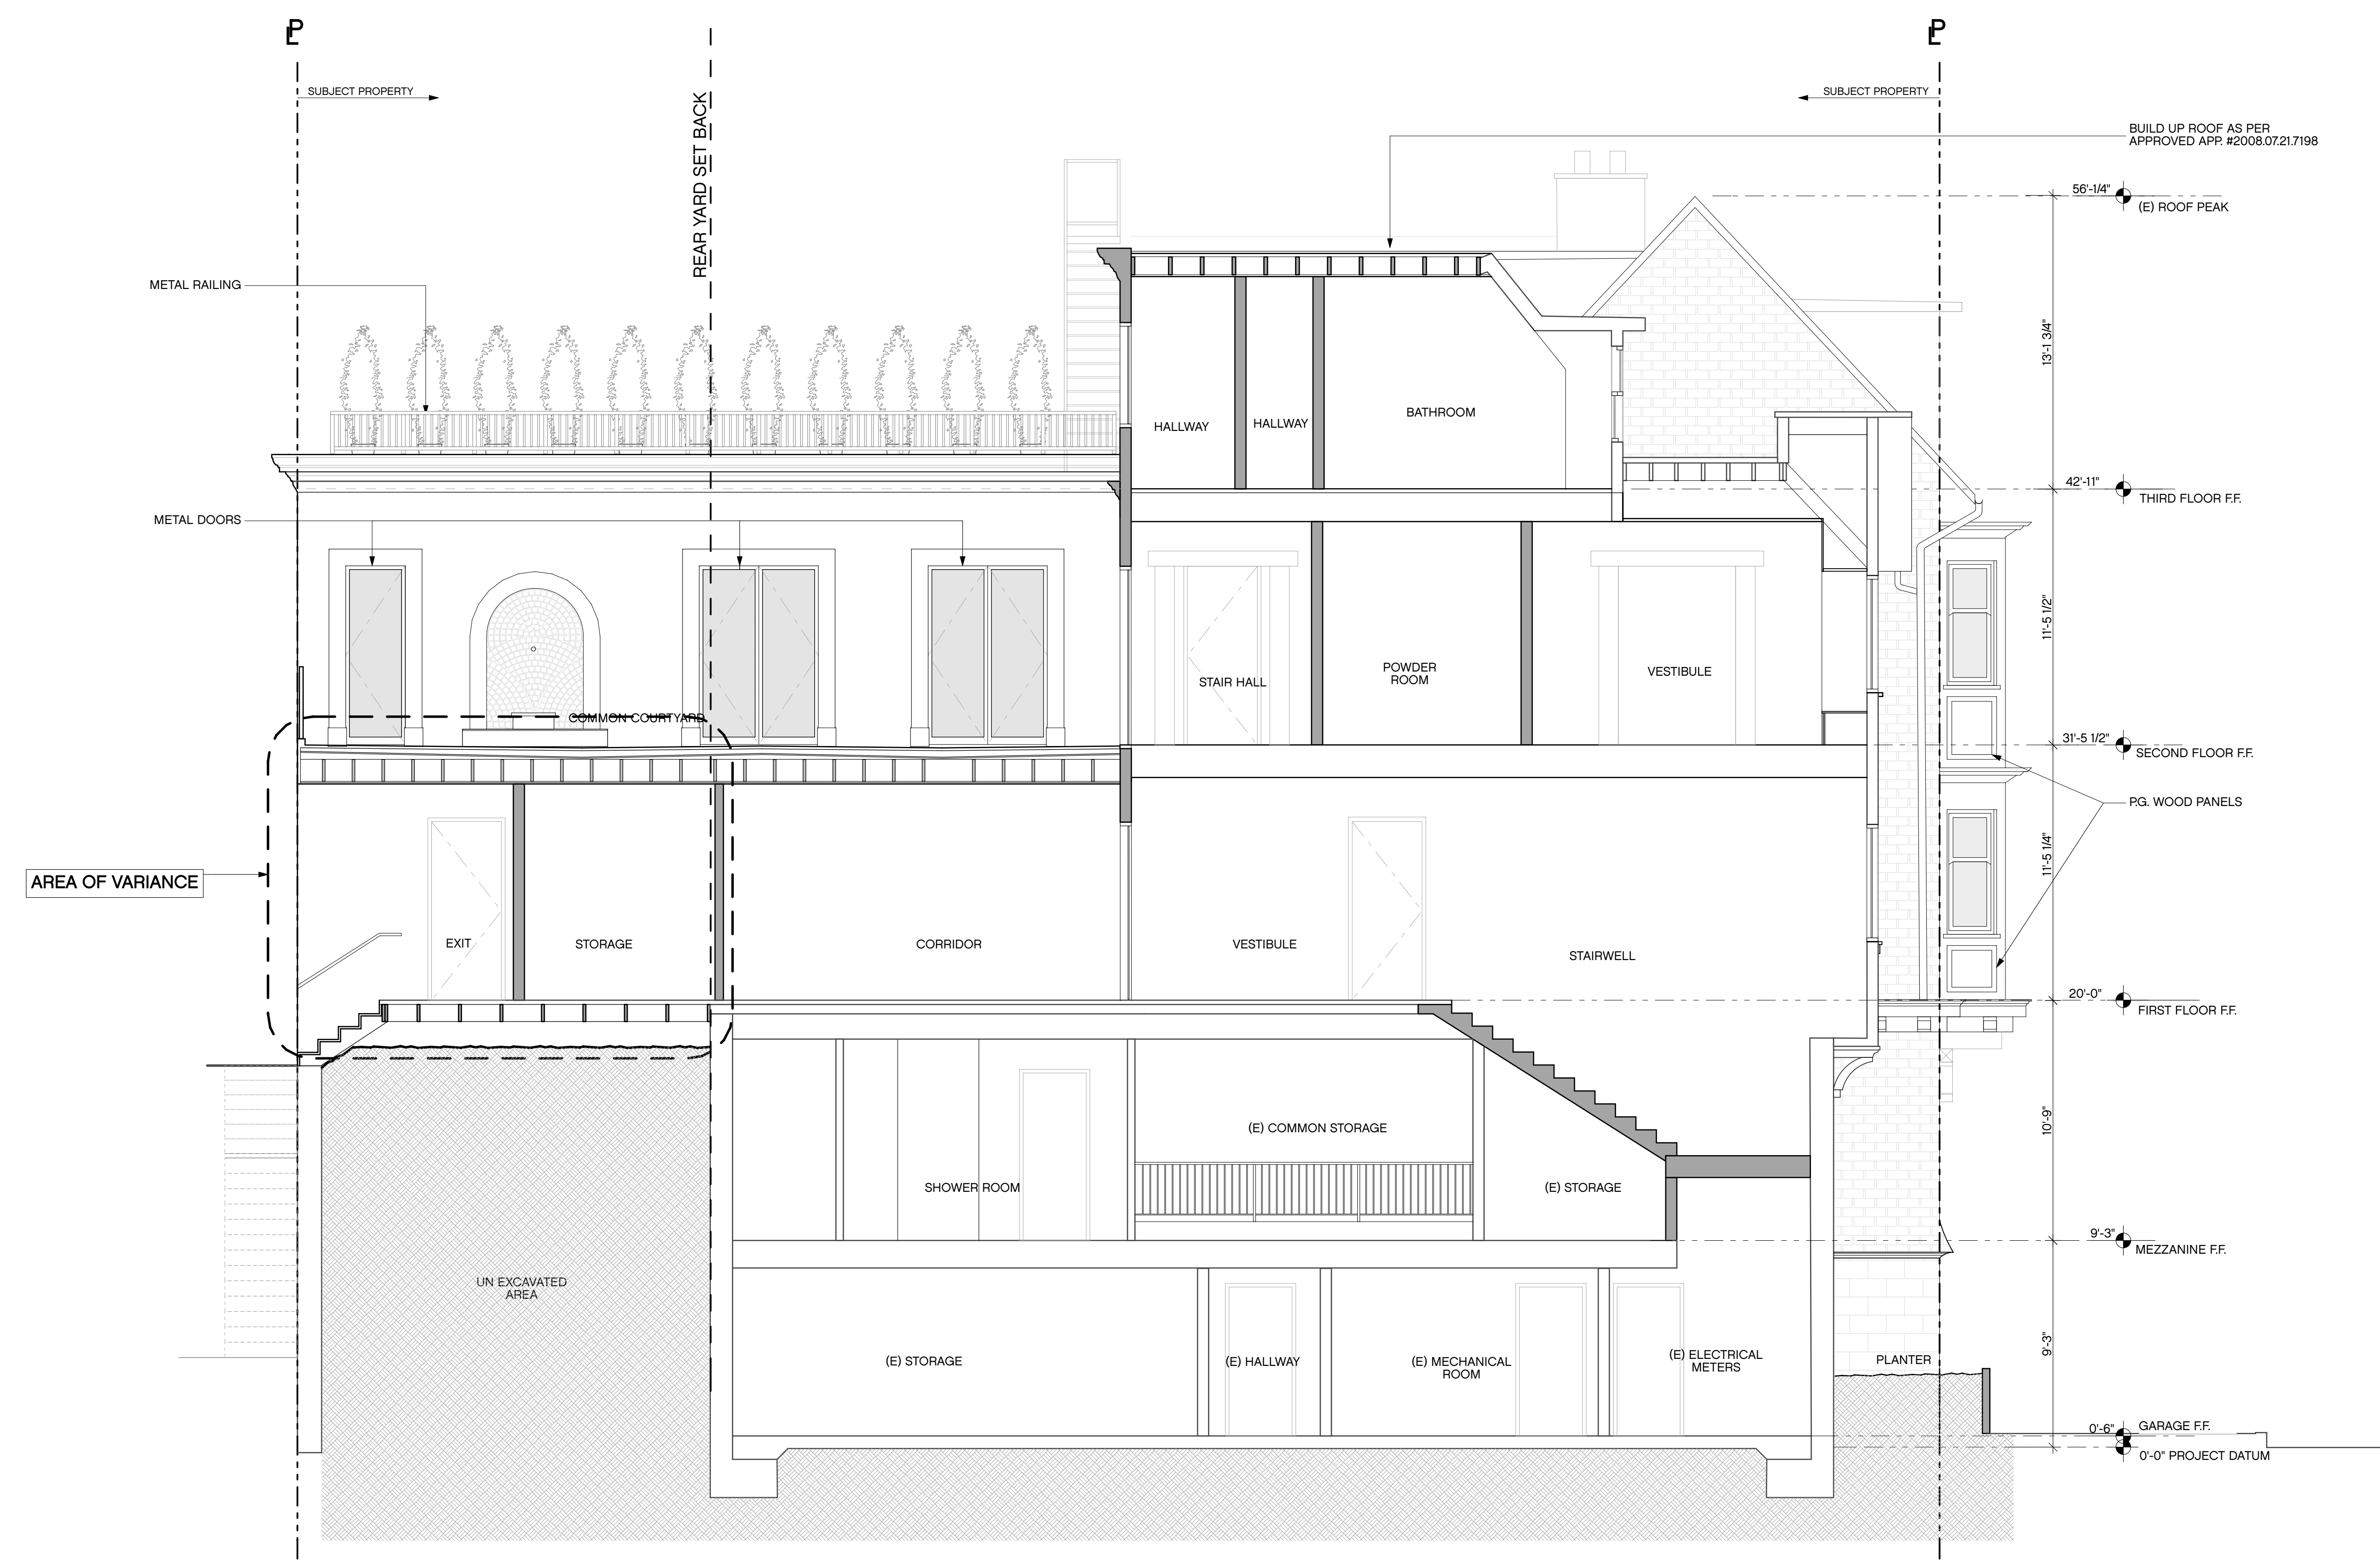 PL
PL
SUBJECT PROPERTY
SUBJECT PROPERTY
REAR YARD SET BACK
BUILD UP ROOF AS PER
APPROVED APP. #2008.07.21.7198
56'-1/4"
(E) ROOF PEAK
METAL RAILING
13'-1 3/4"
HALLWAY
HALLWAY
BATHROOM
42'-11"
THIRD FLOOR F.F.
METAL DOORS
11'-5 1/2"
STAIR HALL
POWDER
ROOM
VESTIBULE
COMMON COURTYARD
31'-5 1/2"
SECOND FLOOR F.F.
P.G. WOOD PANELS
11'-5 1/4"
AREA OF VARIANCE
EXIT
STORAGE
CORRIDOR
VESTIBULE
STAIRWELL
20'-0"
FIRST FLOOR F.F.
10'-9"
(E) COMMON STORAGE
SHOWER ROOM
(E) STORAGE
9'-3"
MEZZANINE F.F.
UN EXCAVATED
AREA
9'-3"
(E) STORAGE
(E) HALLWAY
(E) MECHANICAL
ROOM
(E) ELECTRICAL
METERS
PLANTER
0'-6"
GARAGE F.F.
0'-0" PROJECT DATUM